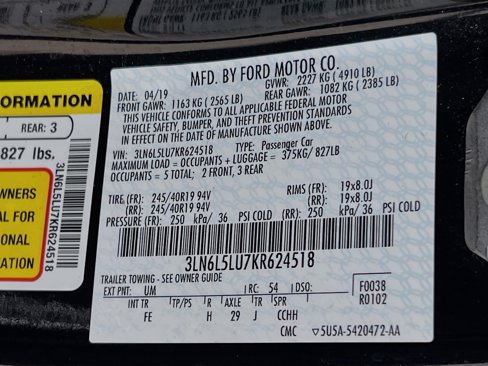 FORMATION
REAR: 3
827 lbs.
3LN6L5LU7KR624518
WNERS
AL FOR
ONAL
ATION
MFD. BY FORD MOTOR CO.
DATE: 04/19 GVWR: 2227 KG (4910 LB)
FRONT GAWR: 1163 KG (2565 LB) REAR GAWR: 1082 KG (2385 LB)
THIS VEHICLE CONFORMS TO ALL APPLICABLE FEDERAL MOTOR
VEHICLE SAFETY, BUMPER, AND THEFT PREVENTION STANDARDS
IN EFFECT ON THE DATE OF MANUFACTURE SHOWN ABOVE.
VIN: 3LN6L5LU7KR624518 TYPE: Passenger Car
MAXIMUM LOAD = OCCUPANTS + LUGGAGE = 375KG/827LB
OCCUPANTS = 5 TOTAL; 2 FRONT, 3 REAR
TIRE (FR): 245/40R19 94V RIMS (FR): 19x8.0J
(RR): 245/40R19 94V (RR): 19x8.0J
PRESSURE (FR): 250 kPa/ 36 PSI COLD (RR): 250 kPa/ 36 PSI COLD
3LN6L5LU7KR624518
TRAILER TOWING - SEE OWNER GUIDE
EXT PNT: UM RC: 54 DSO: F0038
INT TR TP/PS R AXLE TR SPR R0102
FE H 29 J CCHH
CMC 5U5A-5420472-AA